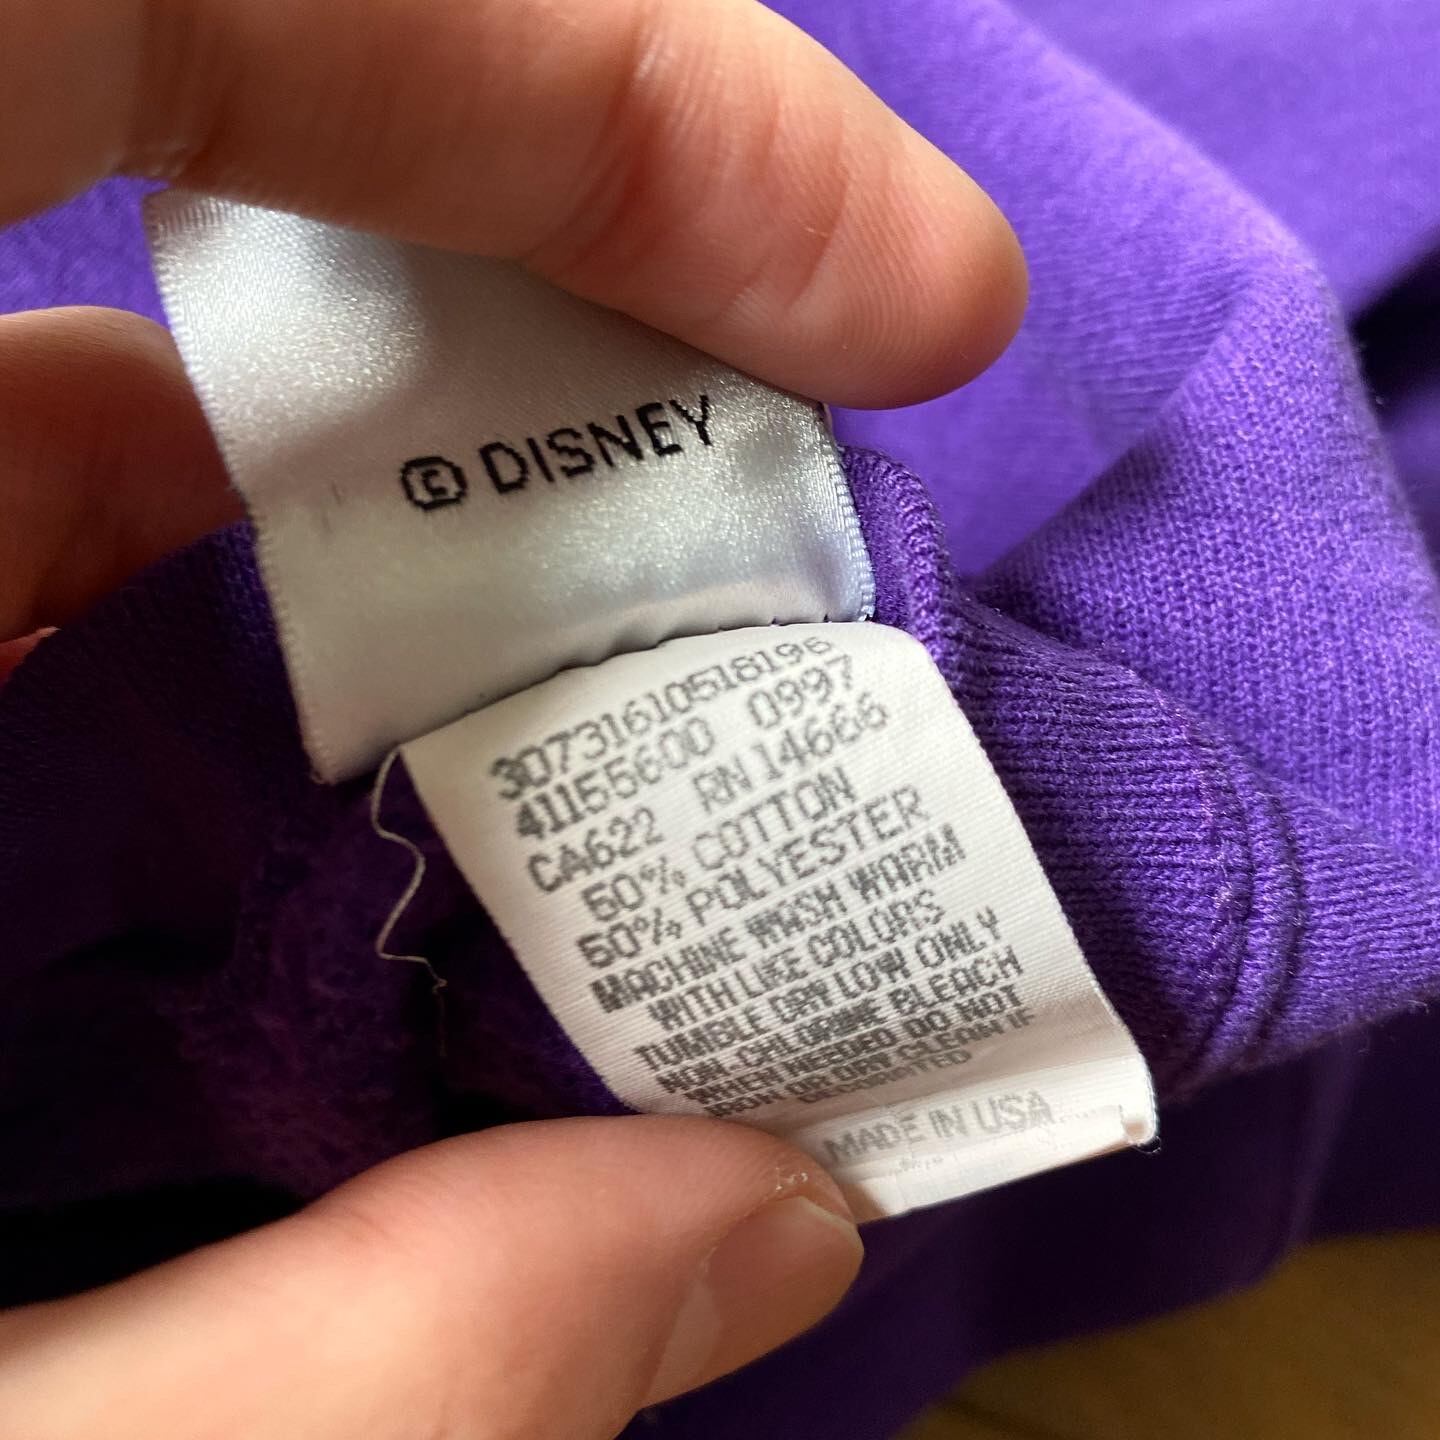 © DISNEY
30731610518196
41155600 0997
CA622 RN 14666
50% COTTON
50% POLYESTER
MACHINE WASH WARM
WITH LIKE COLORS
TUMBLE DRY LOW ONLY
NON CHLORINE BLEACH
WHEN NEEDED DO NOT
IRON OR DRY CLEAN IF
DECORATED
MADE IN USA